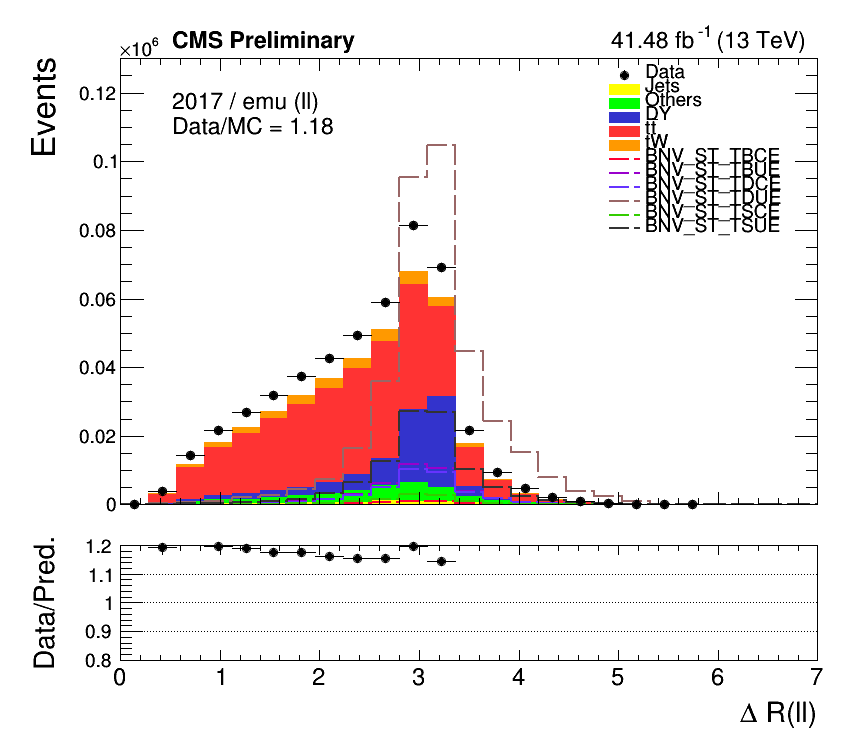 ×10⁶ CMS Preliminary 41.48 fb⁻¹ (13 TeV)
Events
2017 / emu (ll)
Data/MC = 1.18
Data
Jets
Others
DY
tt
tW
BNV_ST_TBCE
BNV_ST_TBUE
BNV_ST_TDCE
BNV_ST_TDUE
BNV_ST_TSCE
BNV_ST_TSUE
0.12
0.1
0.08
0.06
0.04
0.02
0
Data/Pred.
1.2
1.1
1
0.9
0.8
0 1 2 3 4 5 6 7
Δ R(ll)